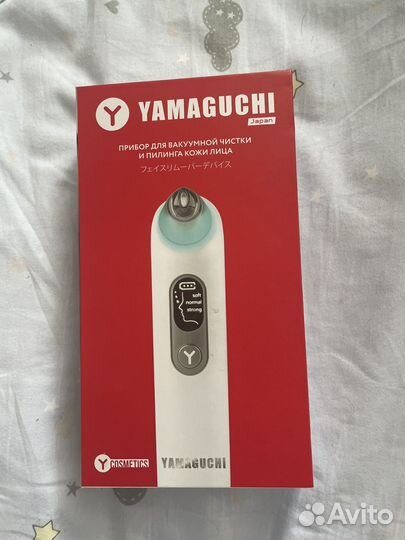 Y YAMAGUCHI
Japan
ПРИБОР ДЛЯ ВАКУУМНОЙ ЧИСТКИ
И ПИЛИНГА КОЖИ ЛИЦА
フェイスリムーバーデバイス
soft
normal
strong
Y
Y COSMETICS YAMAGUCHI
Avito